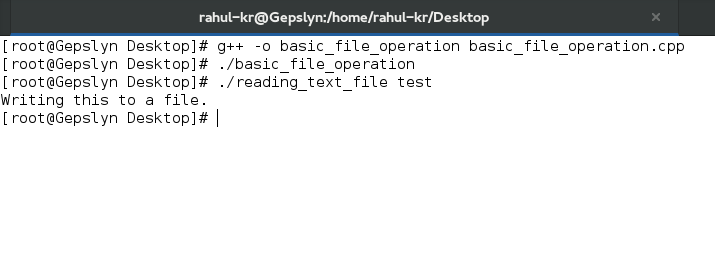 rahul-kr@Gepslyn:/home/rahul-kr/Desktop ×
[root@Gepslyn Desktop]# g++ -o basic_file_operation basic_file_operation.cpp
[root@Gepslyn Desktop]# ./basic_file_operation
[root@Gepslyn Desktop]# ./reading_text_file test
Writing this to a file.
[root@Gepslyn Desktop]#